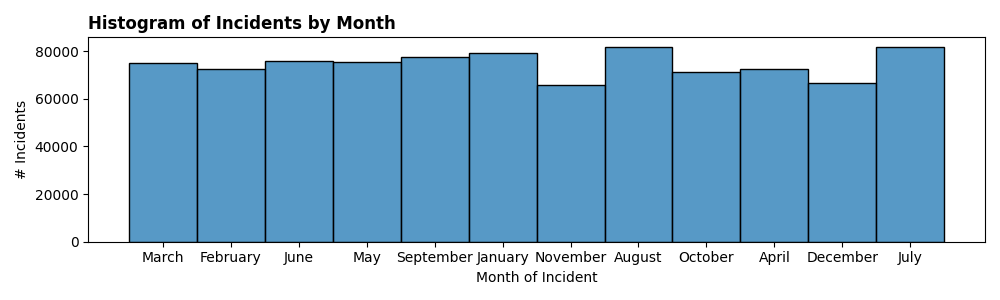 Histogram of Incidents by Month
# Incidents
80000
60000
40000
20000
0
March February June May September January November August October April December July
Month of Incident